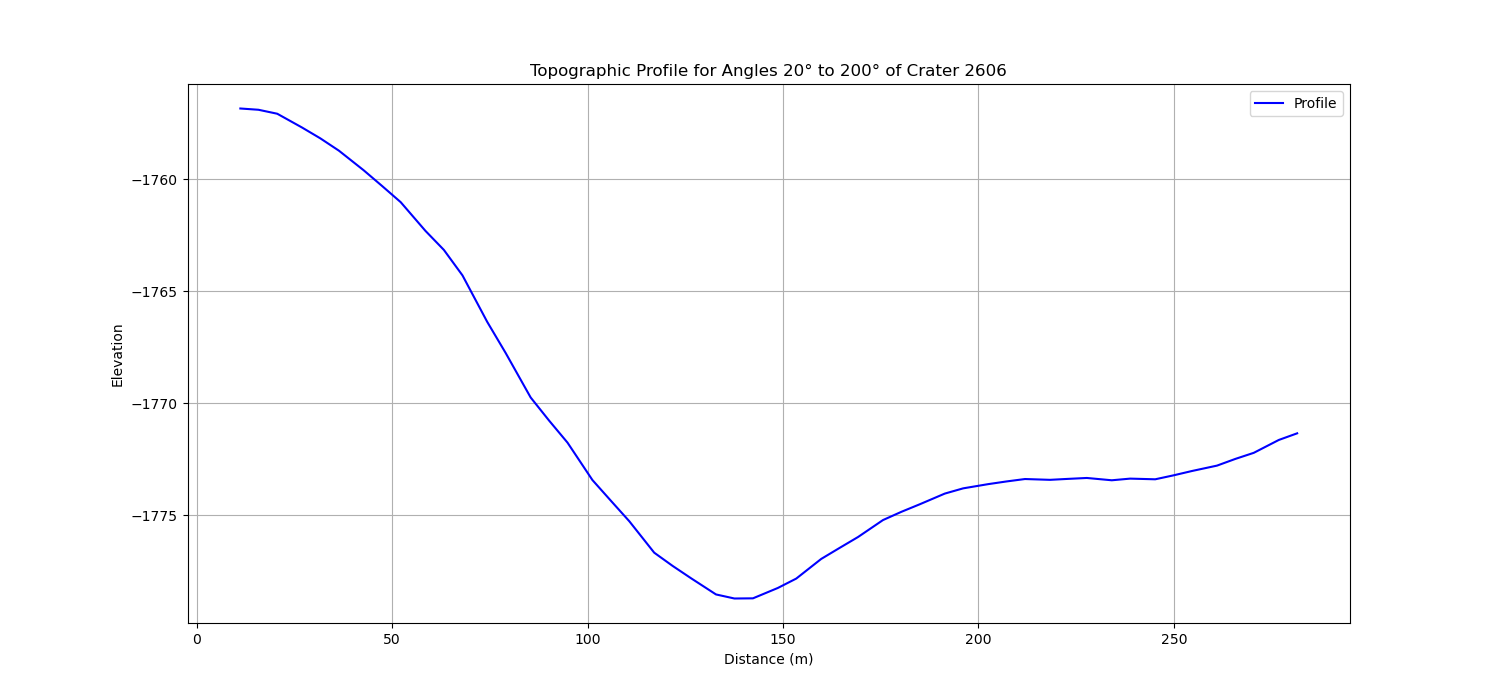 Topographic Profile for Angles 20° to 200° of Crater 2606
Profile
−1760
−1765
−1770
−1775
Elevation
0 50 100 150 200 250
Distance (m)